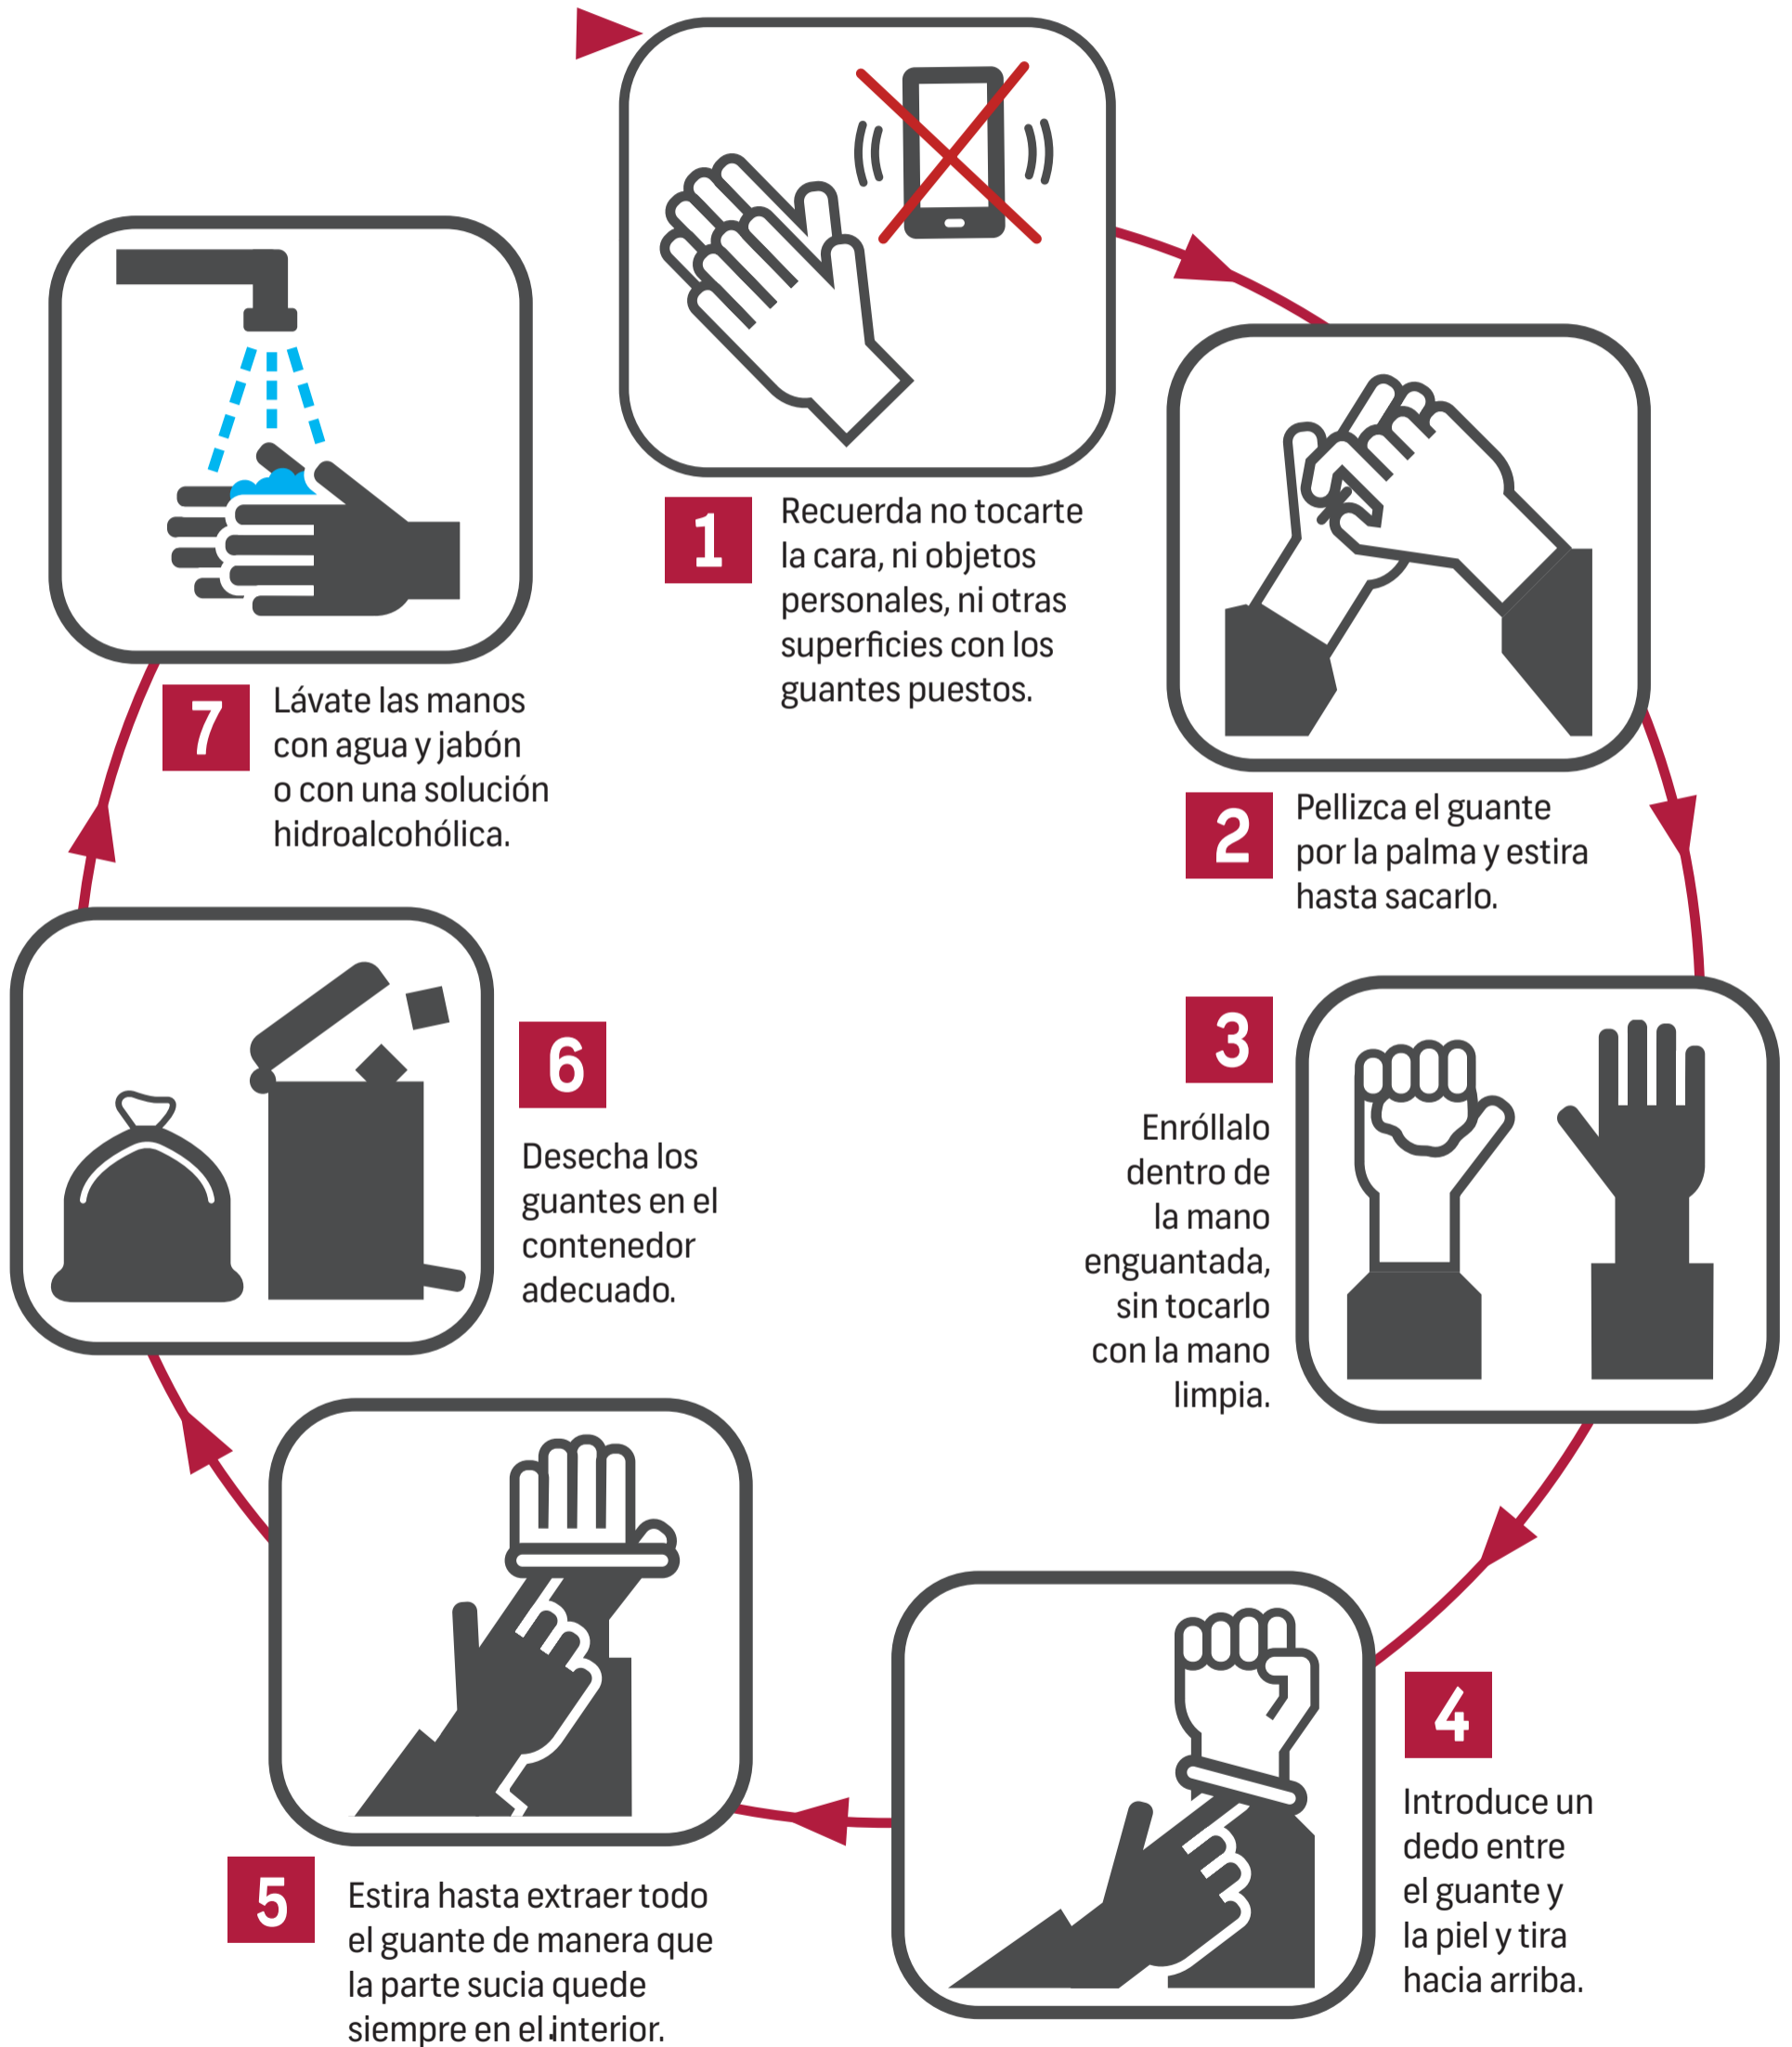 1
Recuerda no tocarte
la cara, ni objetos
personales, ni otras
superficies con los
guantes puestos.
2
Pellizca el guante
por la palma y estira
hasta sacarlo.
3
Enróllalo
dentro de
la mano
enguantada,
sin tocarlo
con la mano
limpia.
4
Introduce un
dedo entre
el guante y
la piel y tira
hacia arriba.
5
Estira hasta extraer todo
el guante de manera que
la parte sucia quede
siempre en el interior.
6
Desecha los
guantes en el
contenedor
adecuado.
7
Lávate las manos
con agua y jabón
o con una solución
hidroalcohólica.